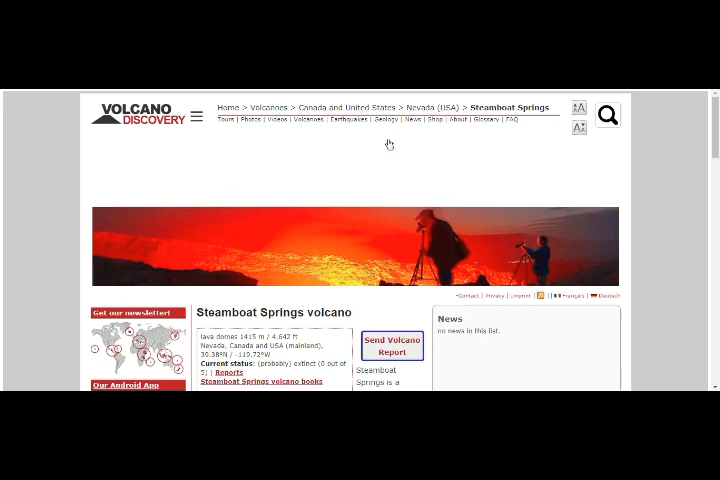 VOLCANO
DISCOVERY
Home > Volcanoes > Canada and United States > Nevada (USA) > Steamboat Springs
Tours | Photos | Videos | Volcanoes | Earthquakes | Geology | News | Shop | About | Glossary | FAQ
AA
AA
•Contact | Privacy | Imprint | || Français | Deutsch
Get our newsletter!
Our Android App
Steamboat Springs volcano
lava domes 1415 m / 4,642 ft
Nevada, Canada and USA (mainland),
39.38°N / -119.72°W
Current status: (probably) extinct (0 out of
5) | Reports
Steamboat Springs volcano books
Send Volcano
Report
Steamboat
Springs is a
News
no news in this list.